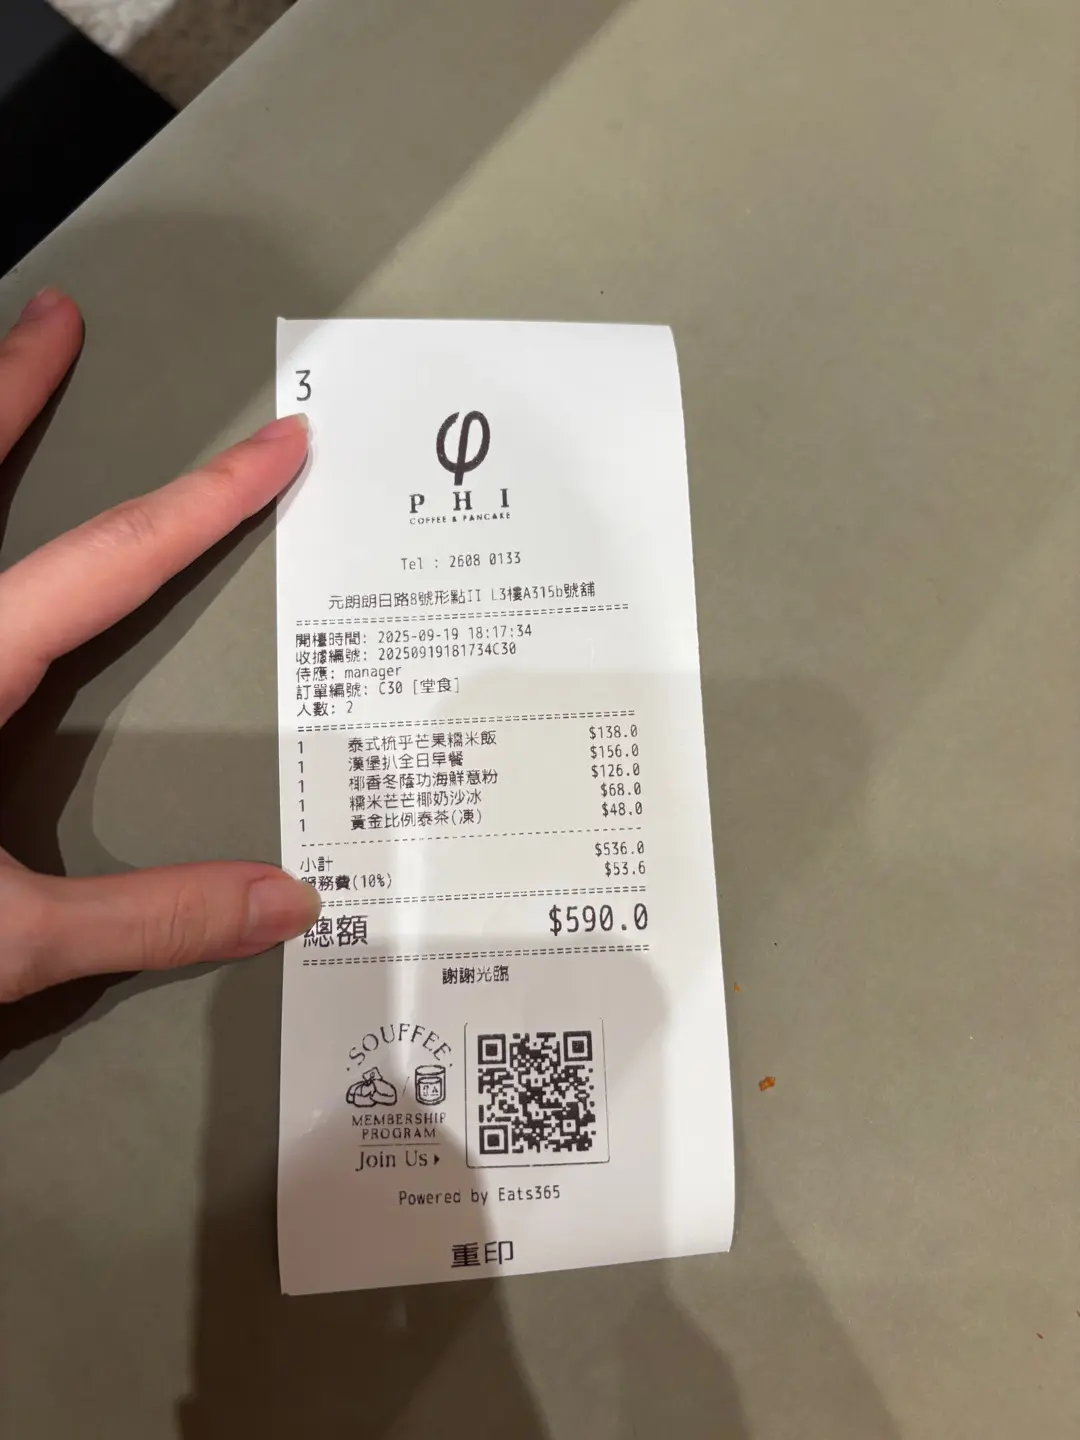 3
φ
PHI
COFFEE & PANCAKE
Tel : 2608 0133
元朗朗日路8號形點II L3樓A315b號舖
開檯時間: 2025-09-19 18:17:34
收據編號: 20250919181734C30
侍應: manager
訂單編號: C30 [堂食]
人數: 2
1 泰式梳乎芒果糯米飯 $138.0
1 漢堡扒全日早餐 $156.0
1 椰香冬蔭功海鮮意粉 $126.0
1 糯米芒芒椰奶沙冰 $68.0
1 黃金比例泰茶(凍) $48.0
小計 $536.0
服務費(10%) $53.6
總額 $590.0
謝謝光臨
SOUFFEE
MEMBERSHIP
PROGRAM
Join Us
Powered by Eats365
重印